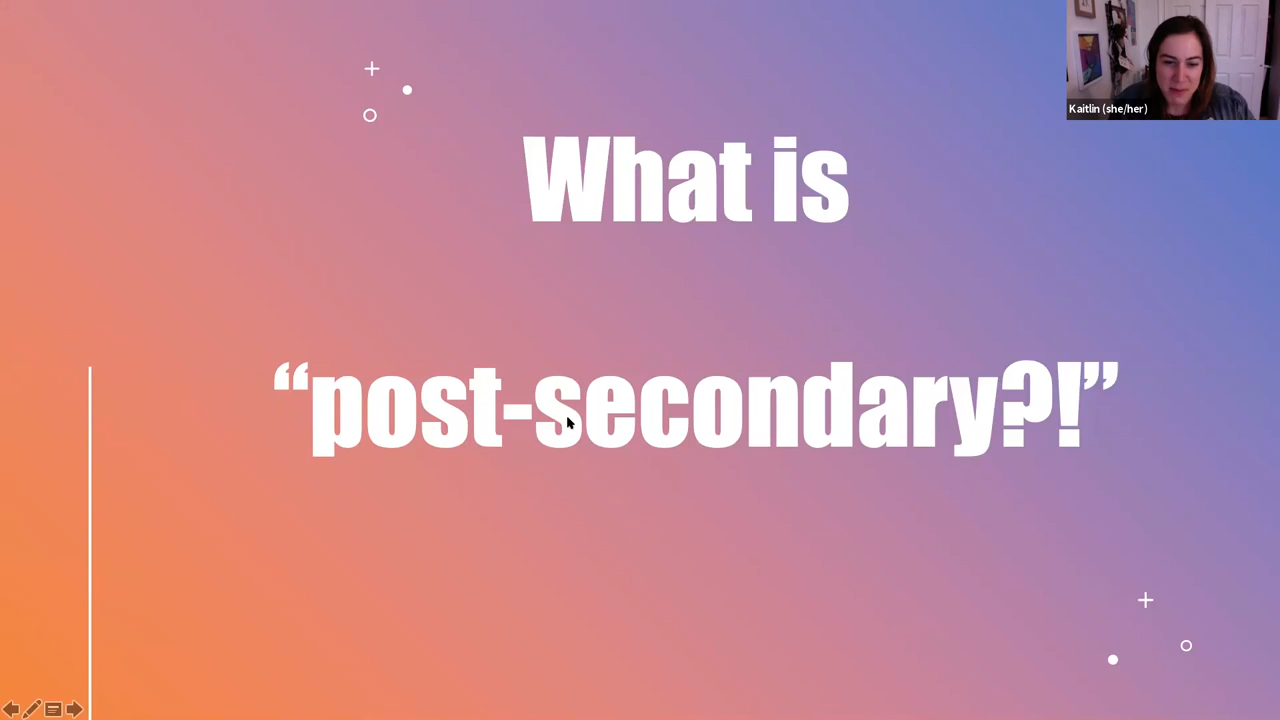 Kaitlin (she/her)
What is
“post-secondary?!”